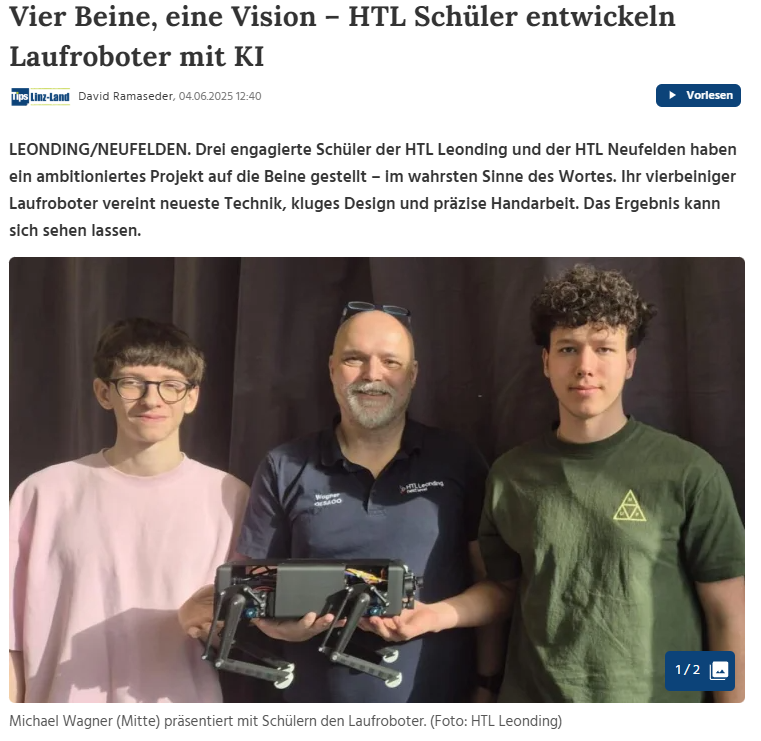 Vier Beine, eine Vision – HTL Schüler entwickeln
Laufroboter mit KI
Tips Linz-Land David Ramaseder, 04.06.2025 12:40
Vorlesen
LEONDING/NEUFELDEN. Drei engagierte Schüler der HTL Leonding und der HTL Neufelden haben
ein ambitioniertes Projekt auf die Beine gestellt – im wahrsten Sinne des Wortes. Ihr vierbeiniger
Laufroboter vereint neueste Technik, kluges Design und präzise Handarbeit. Das Ergebnis kann
sich sehen lassen.
Wagner
HTL Leonding
1 / 2
Michael Wagner (Mitte) präsentiert mit Schülern den Laufroboter. (Foto: HTL Leonding)